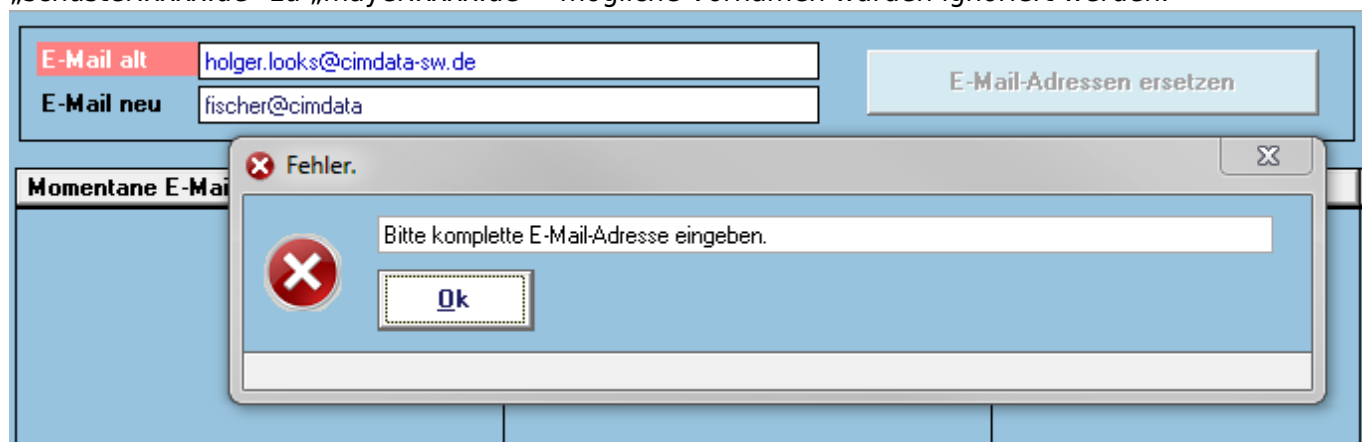 E-Mail alt holger.looks@cimdata-sw.de
E-Mail-Adressen ersetzen
E-Mail neu fischer@cimdata
Fehler.
Momentane E-Mai
Bitte komplette E-Mail-Adresse eingeben.
Ok